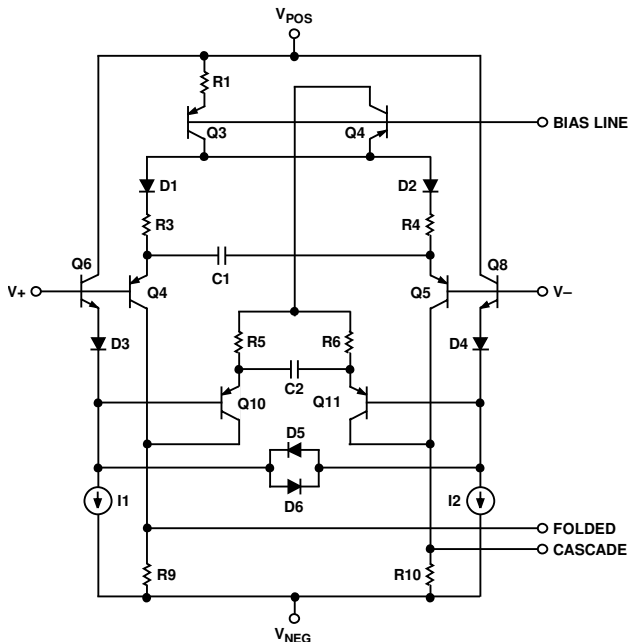 VPOS
R1
Q3
Q4
BIAS LINE
D1
D2
R3
R4
Q6
Q8
C1
V+
Q4
Q5
V–
D3
R5
R6
D4
C2
Q10
Q11
D5
I1
D6
I2
FOLDED
CASCADE
R9
R10
VNEG